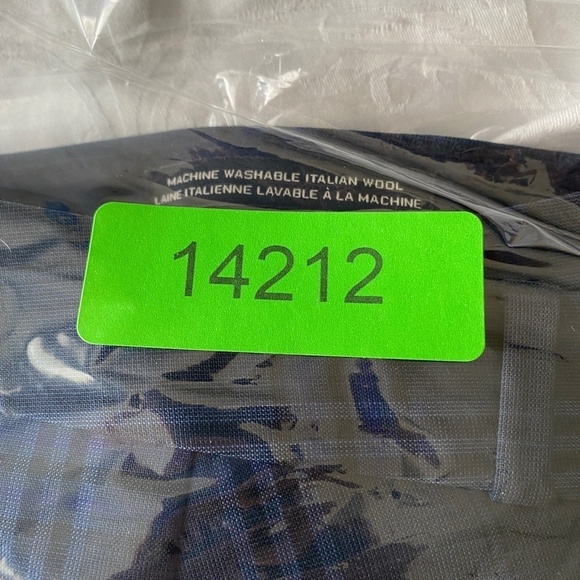 MACHINE WASHABLE ITALIAN WOOL
LAINE ITALIENNE LAVABLE À LA MACHINE
14212